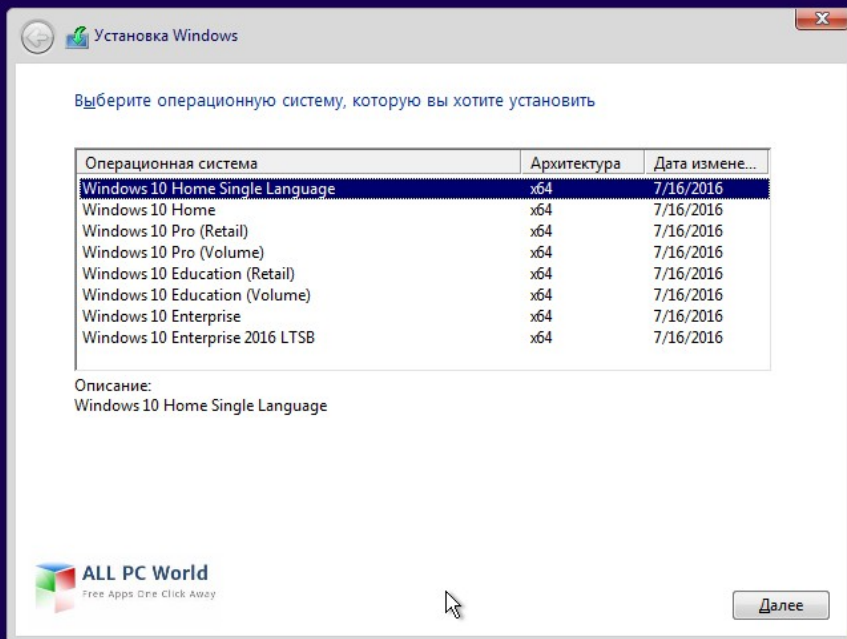 Установка Windows
Выберите операционную систему, которую вы хотите установить
Операционная система Архитектура Дата измене...
Windows 10 Home Single Language x64 7/16/2016
Windows 10 Home x64 7/16/2016
Windows 10 Pro (Retail) x64 7/16/2016
Windows 10 Pro (Volume) x64 7/16/2016
Windows 10 Education (Retail) x64 7/16/2016
Windows 10 Education (Volume) x64 7/16/2016
Windows 10 Enterprise x64 7/16/2016
Windows 10 Enterprise 2016 LTSB x64 7/16/2016
Описание:
Windows 10 Home Single Language
ALL PC World
Free Apps One Click Away
Далее